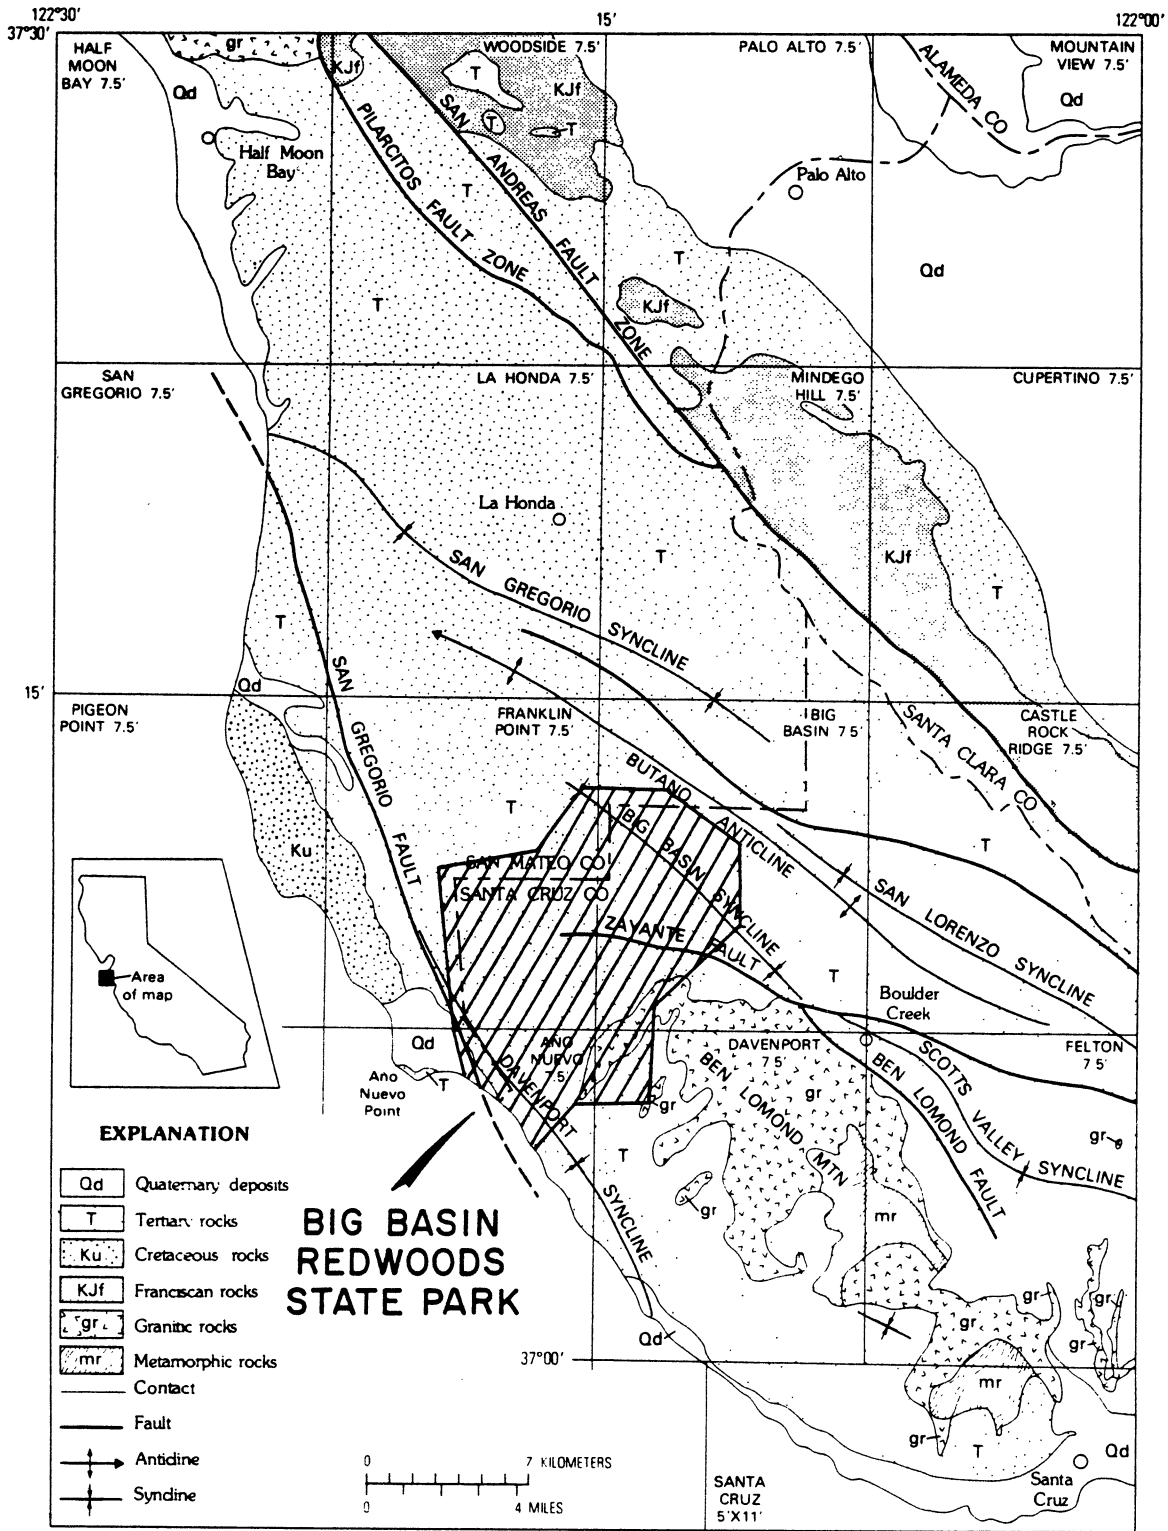 122°30'
15'
122°00'
37°30'
HALF
MOON
BAY 7.5'
gr
KJf
WOODSIDE 7.5'
PALO ALTO 7.5'
MOUNTAIN
VIEW 7.5'
T
KJf
Qd
Qd
ALAMEDA CO
T
T
PILARCITOS FAULT ZONE
SAN ANDREAS FAULT ZONE
Half Moon
Bay
T
Palo Alto
T
Qd
T
KJf
SAN
GREGORIO 7.5'
LA HONDA 7.5'
MINDEGO
HILL 7.5'
CUPERTINO 7.5'
La Honda
T
KJf
T
SAN GREGORIO SYNCLINE
T
SAN GREGORIO FAULT
Qd
15'
PIGEON
POINT 7.5'
FRANKLIN
POINT 7.5'
BIG
BASIN 7.5'
SANTA CLARA CO
CASTLE
ROCK
RIDGE 7.5'
BUTANO ANTICLINE
T
BIG BASIN SYNCLINE
T
Ku
SAN MATEO CO
SANTA CRUZ CO
SAN LORENZO SYNCLINE
ZAYANTE FAULT
T
Area
of map
Boulder
Creek
Qd
AÑO
NUEVO
7.5'
DAVENPORT
7.5'
FELTON
7.5'
Año
Nuevo
Point
T
DAVENPORT SYNCLINE
BEN LOMOND MTN
BEN LOMOND FAULT
SCOTTS VALLEY SYNCLINE
gr
gr
gr
T
gr
mr
EXPLANATION
Qd Quaternary deposits
T Tertiary rocks
Ku Cretaceous rocks
KJf Franciscan rocks
gr Granitic rocks
mr Metamorphic rocks
Contact
Fault
Anticline
Syncline
BIG BASIN
REDWOODS
STATE PARK
gr
gr
gr
gr
Qd
37°00'
mr
gr
T
Qd
Santa
Cruz
0 7 KILOMETERS
0 4 MILES
SANTA
CRUZ
5'X11'